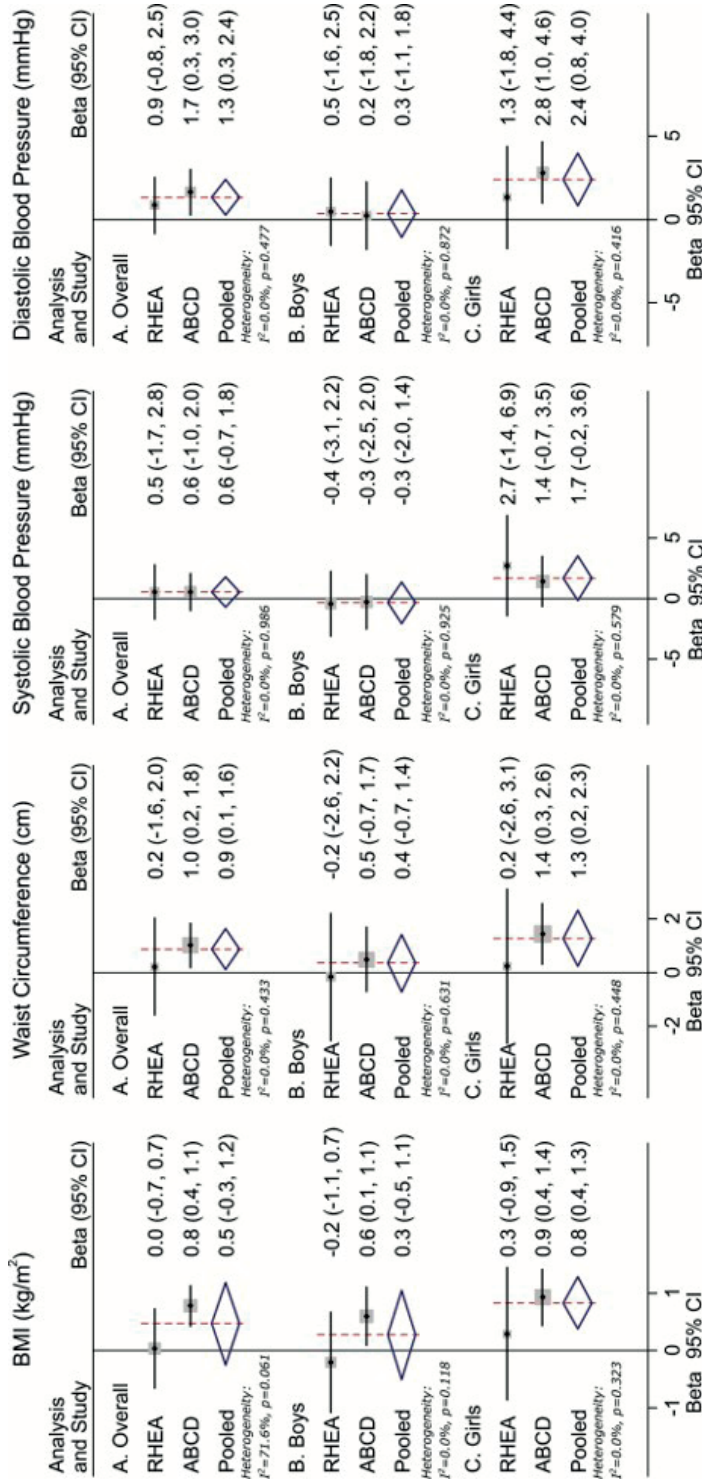 BMI (kg/m²)
Analysis
and Study Beta (95% CI)
A. Overall
RHEA 0.0 (-0.7, 0.7)
ABCD 0.8 (0.4, 1.1)
Pooled 0.5 (-0.3, 1.2)
Heterogeneity:
I²=71.6%, p=0.061
B. Boys
RHEA -0.2 (-1.1, 0.7)
ABCD 0.6 (0.1, 1.1)
Pooled 0.3 (-0.5, 1.1)
Heterogeneity:
I²=0.0%, p=0.118
C. Girls
RHEA 0.3 (-0.9, 1.5)
ABCD 0.9 (0.4, 1.4)
Pooled 0.8 (0.4, 1.3)
Heterogeneity:
I²=0.0%, p=0.323
-1 0 1
Beta 95% CI
Waist Circumference (cm)
Analysis
and Study Beta (95% CI)
A. Overall
RHEA 0.2 (-1.6, 2.0)
ABCD 1.0 (0.2, 1.8)
Pooled 0.9 (0.1, 1.6)
Heterogeneity:
I²=0.0%, p=0.433
B. Boys
RHEA -0.2 (-2.6, 2.2)
ABCD 0.5 (-0.7, 1.7)
Pooled 0.4 (-0.7, 1.4)
Heterogeneity:
I²=0.0%, p=0.631
C. Girls
RHEA 0.2 (-2.6, 3.1)
ABCD 1.4 (0.3, 2.6)
Pooled 1.3 (0.2, 2.3)
Heterogeneity:
I²=0.0%, p=0.448
-2 0 2
Beta 95% CI
Systolic Blood Pressure (mmHg)
Analysis
and Study Beta (95% CI)
A. Overall
RHEA 0.5 (-1.7, 2.8)
ABCD 0.6 (-1.0, 2.0)
Pooled 0.6 (-0.7, 1.8)
Heterogeneity:
I²=0.0%, p=0.986
B. Boys
RHEA -0.4 (-3.1, 2.2)
ABCD -0.3 (-2.5, 2.0)
Pooled -0.3 (-2.0, 1.4)
Heterogeneity:
I²=0.0%, p=0.925
C. Girls
RHEA 2.7 (-1.4, 6.9)
ABCD 1.4 (-0.7, 3.5)
Pooled 1.7 (-0.2, 3.6)
Heterogeneity:
I²=0.0%, p=0.579
-5 0 5
Beta 95% CI
Diastolic Blood Pressure (mmHg)
Analysis
and Study Beta (95% CI)
A. Overall
RHEA 0.9 (-0.8, 2.5)
ABCD 1.7 (0.3, 3.0)
Pooled 1.3 (0.3, 2.4)
Heterogeneity:
I²=0.0%, p=0.477
B. Boys
RHEA 0.5 (-1.6, 2.5)
ABCD 0.2 (-1.8, 2.2)
Pooled 0.3 (-1.1, 1.8)
Heterogeneity:
I²=0.0%, p=0.872
C. Girls
RHEA 1.3 (-1.8, 4.4)
ABCD 2.8 (1.0, 4.6)
Pooled 2.4 (0.8, 4.0)
Heterogeneity:
I²=0.0%, p=0.416
-5 0 5
Beta 95% CI